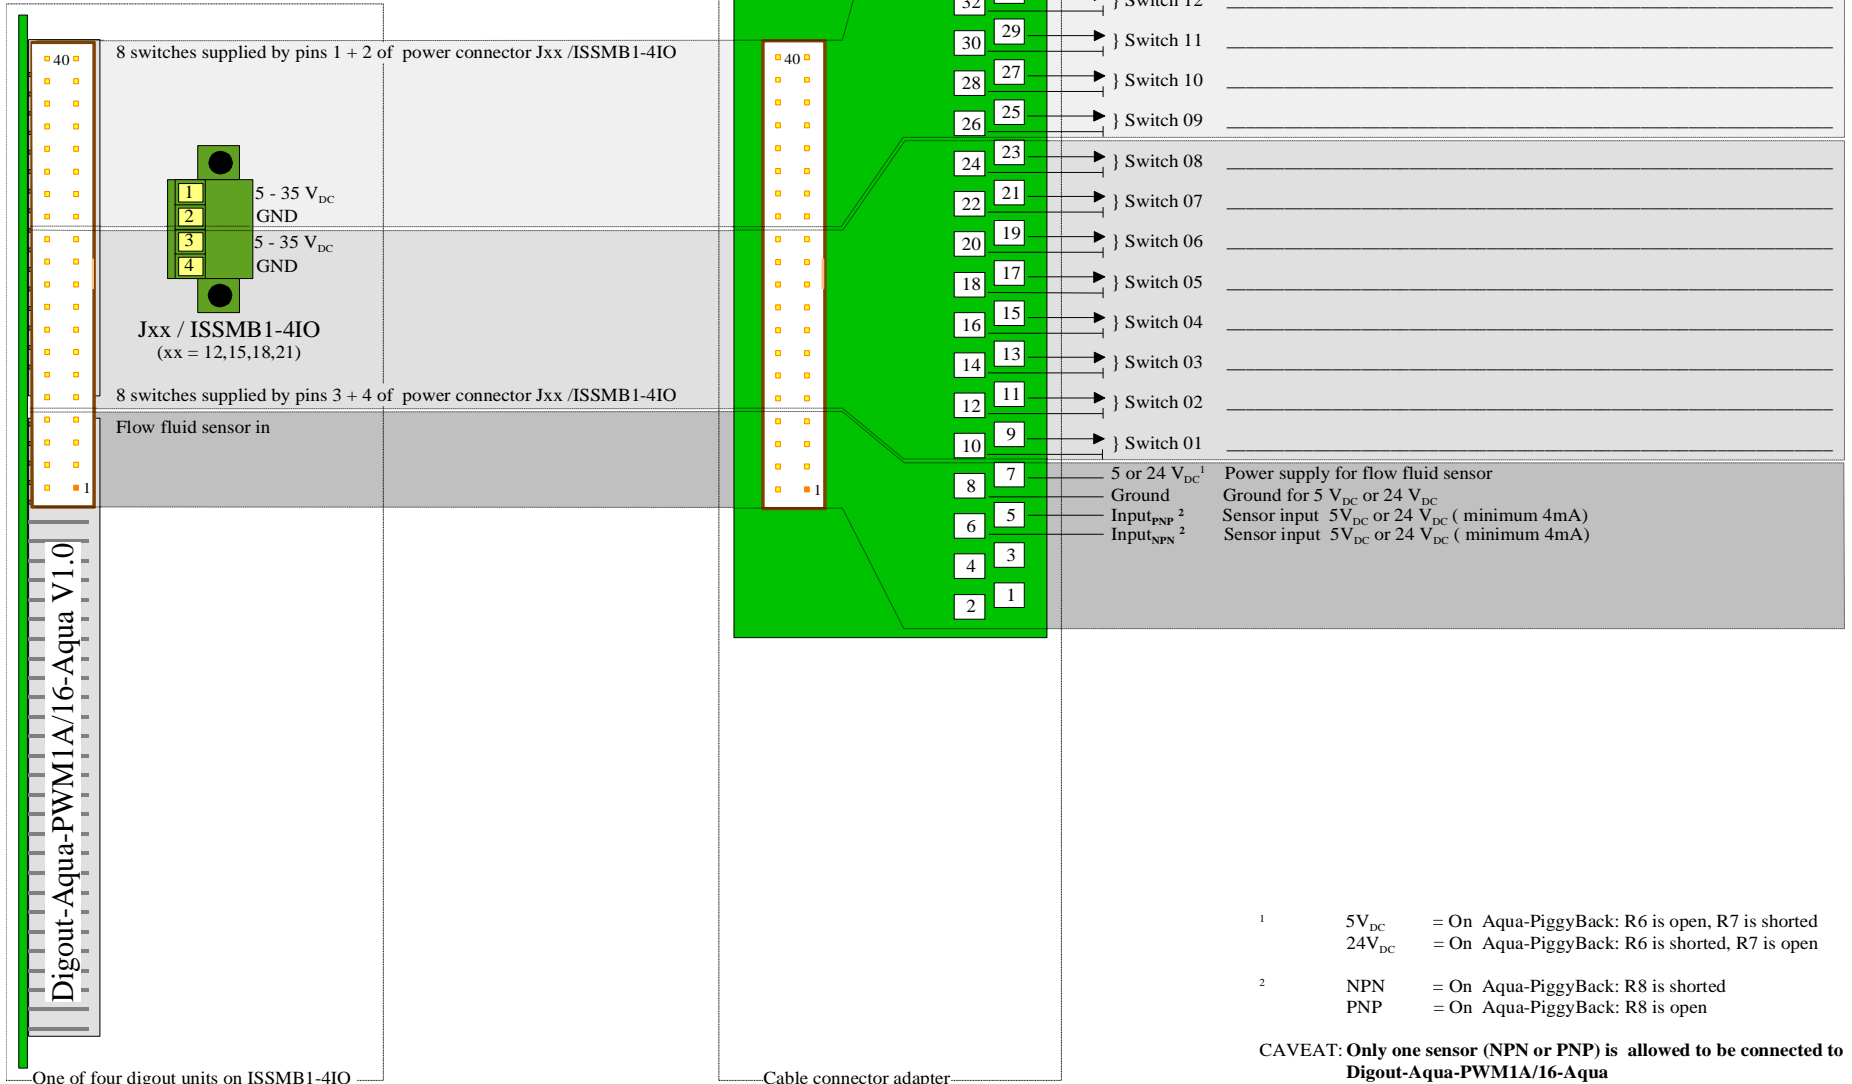 32 } Switch 12
8 switches supplied by pins 1 + 2 of power connector Jxx /ISSMB1-4IO
40
40
29
30 } Switch 11
27
28 } Switch 10
25
26 } Switch 09
23
24 } Switch 08
21
22 } Switch 07
19
20 } Switch 06
17
18 } Switch 05
15
16 } Switch 04
13
14 } Switch 03
11
12 } Switch 02
9
10 } Switch 01
1 5 - 35 VDC
2 GND
3 5 - 35 VDC
4 GND
Jxx / ISSMB1-4IO
(xx = 12,15,18,21)
8 switches supplied by pins 3 + 4 of power connector Jxx /ISSMB1-4IO
Flow fluid sensor in
1
1
7 5 or 24 VDC1 Power supply for flow fluid sensor
8 Ground Ground for 5 VDC or 24 VDC
5 InputPNP 2 Sensor input 5VDC or 24 VDC ( minimum 4mA)
6 InputNPN 2 Sensor input 5VDC or 24 VDC ( minimum 4mA)
3
4
1
2
Digout-Aqua-PWM1A/16-Aqua V1.0
1 5VDC = On Aqua-PiggyBack: R6 is open, R7 is shorted
24VDC = On Aqua-PiggyBack: R6 is shorted, R7 is open
2 NPN = On Aqua-PiggyBack: R8 is shorted
PNP = On Aqua-PiggyBack: R8 is open
CAVEAT: Only one sensor (NPN or PNP) is allowed to be connected to
Digout-Aqua-PWM1A/16-Aqua
One of four digout units on ISSMB1-4IO
Cable connector adapter